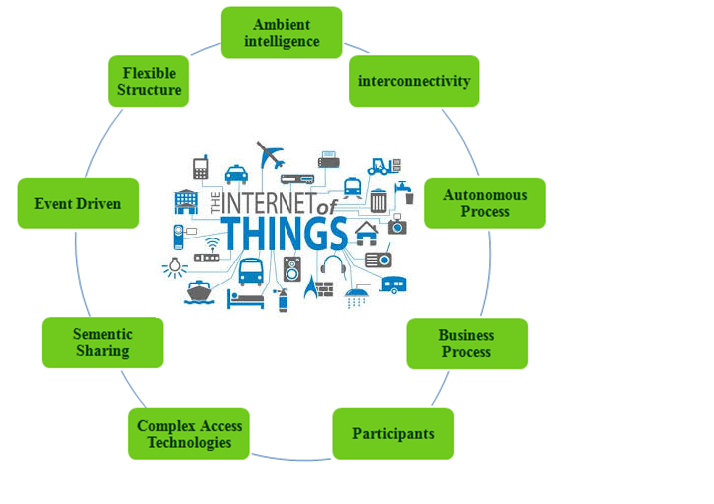 Ambient
intelligence
interconnectivity
Autonomous
Process
Business
Process
Participants
Complex Access
Technologies
Sementic
Sharing
Event Driven
Flexible
Structure
THE INTERNET of
THINGS